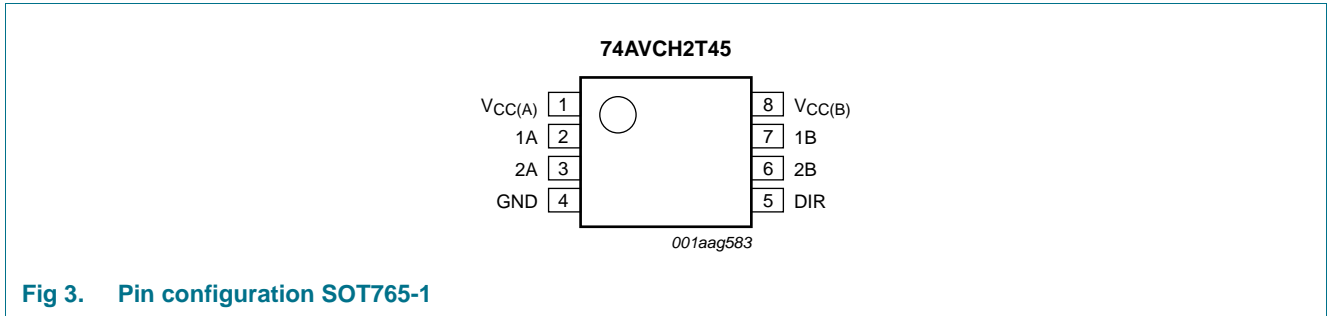 74AVCH2T45
VCC(A) 1 8 VCC(B)
1A 2 7 1B
2A 3 6 2B
GND 4 5 DIR
001aag583
Fig 3. Pin configuration SOT765-1